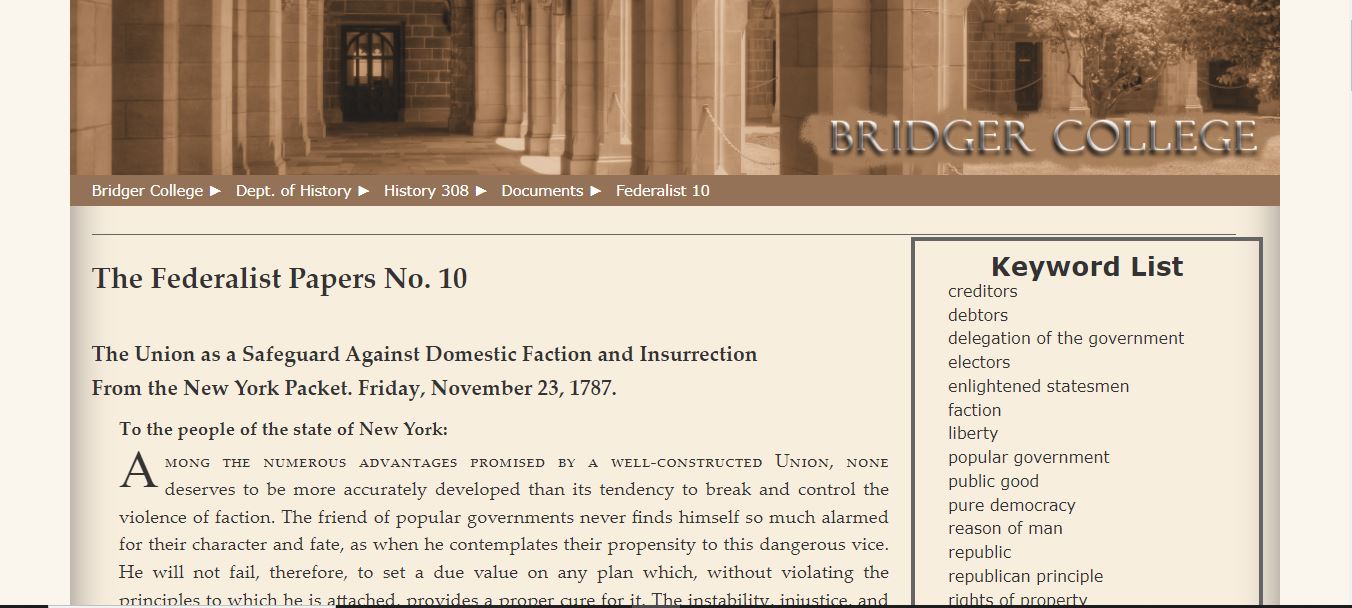 BRIDGER COLLEGE
Bridger College ► Dept. of History ► History 308 ► Documents ► Federalist 10
The Federalist Papers No. 10
The Union as a Safeguard Against Domestic Faction and Insurrection
From the New York Packet. Friday, November 23, 1787.
To the people of the state of New York:
AMONG THE NUMEROUS ADVANTAGES PROMISED BY A WELL-CONSTRUCTED UNION, NONE
deserves to be more accurately developed than its tendency to break and control the
violence of faction. The friend of popular governments never finds himself so much alarmed
for their character and fate, as when he contemplates their propensity to this dangerous vice.
He will not fail, therefore, to set a due value on any plan which, without violating the
principles to which he is attached, provides a proper cure for it. The instability, injustice, and
Keyword List
creditors
debtors
delegation of the government
electors
enlightened statesmen
faction
liberty
popular government
public good
pure democracy
reason of man
republic
republican principle
rights of property